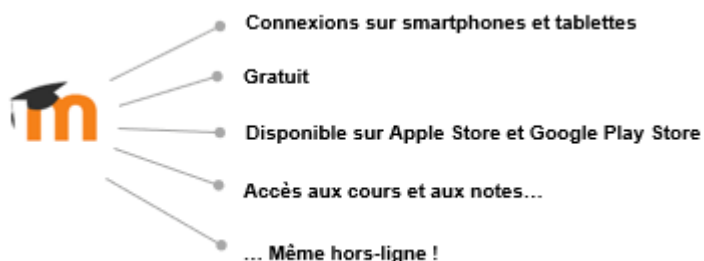 m
Connexions sur smartphones et tablettes
Gratuit
Disponible sur Apple Store et Google Play Store
Accès aux cours et aux notes...
... Même hors-ligne !